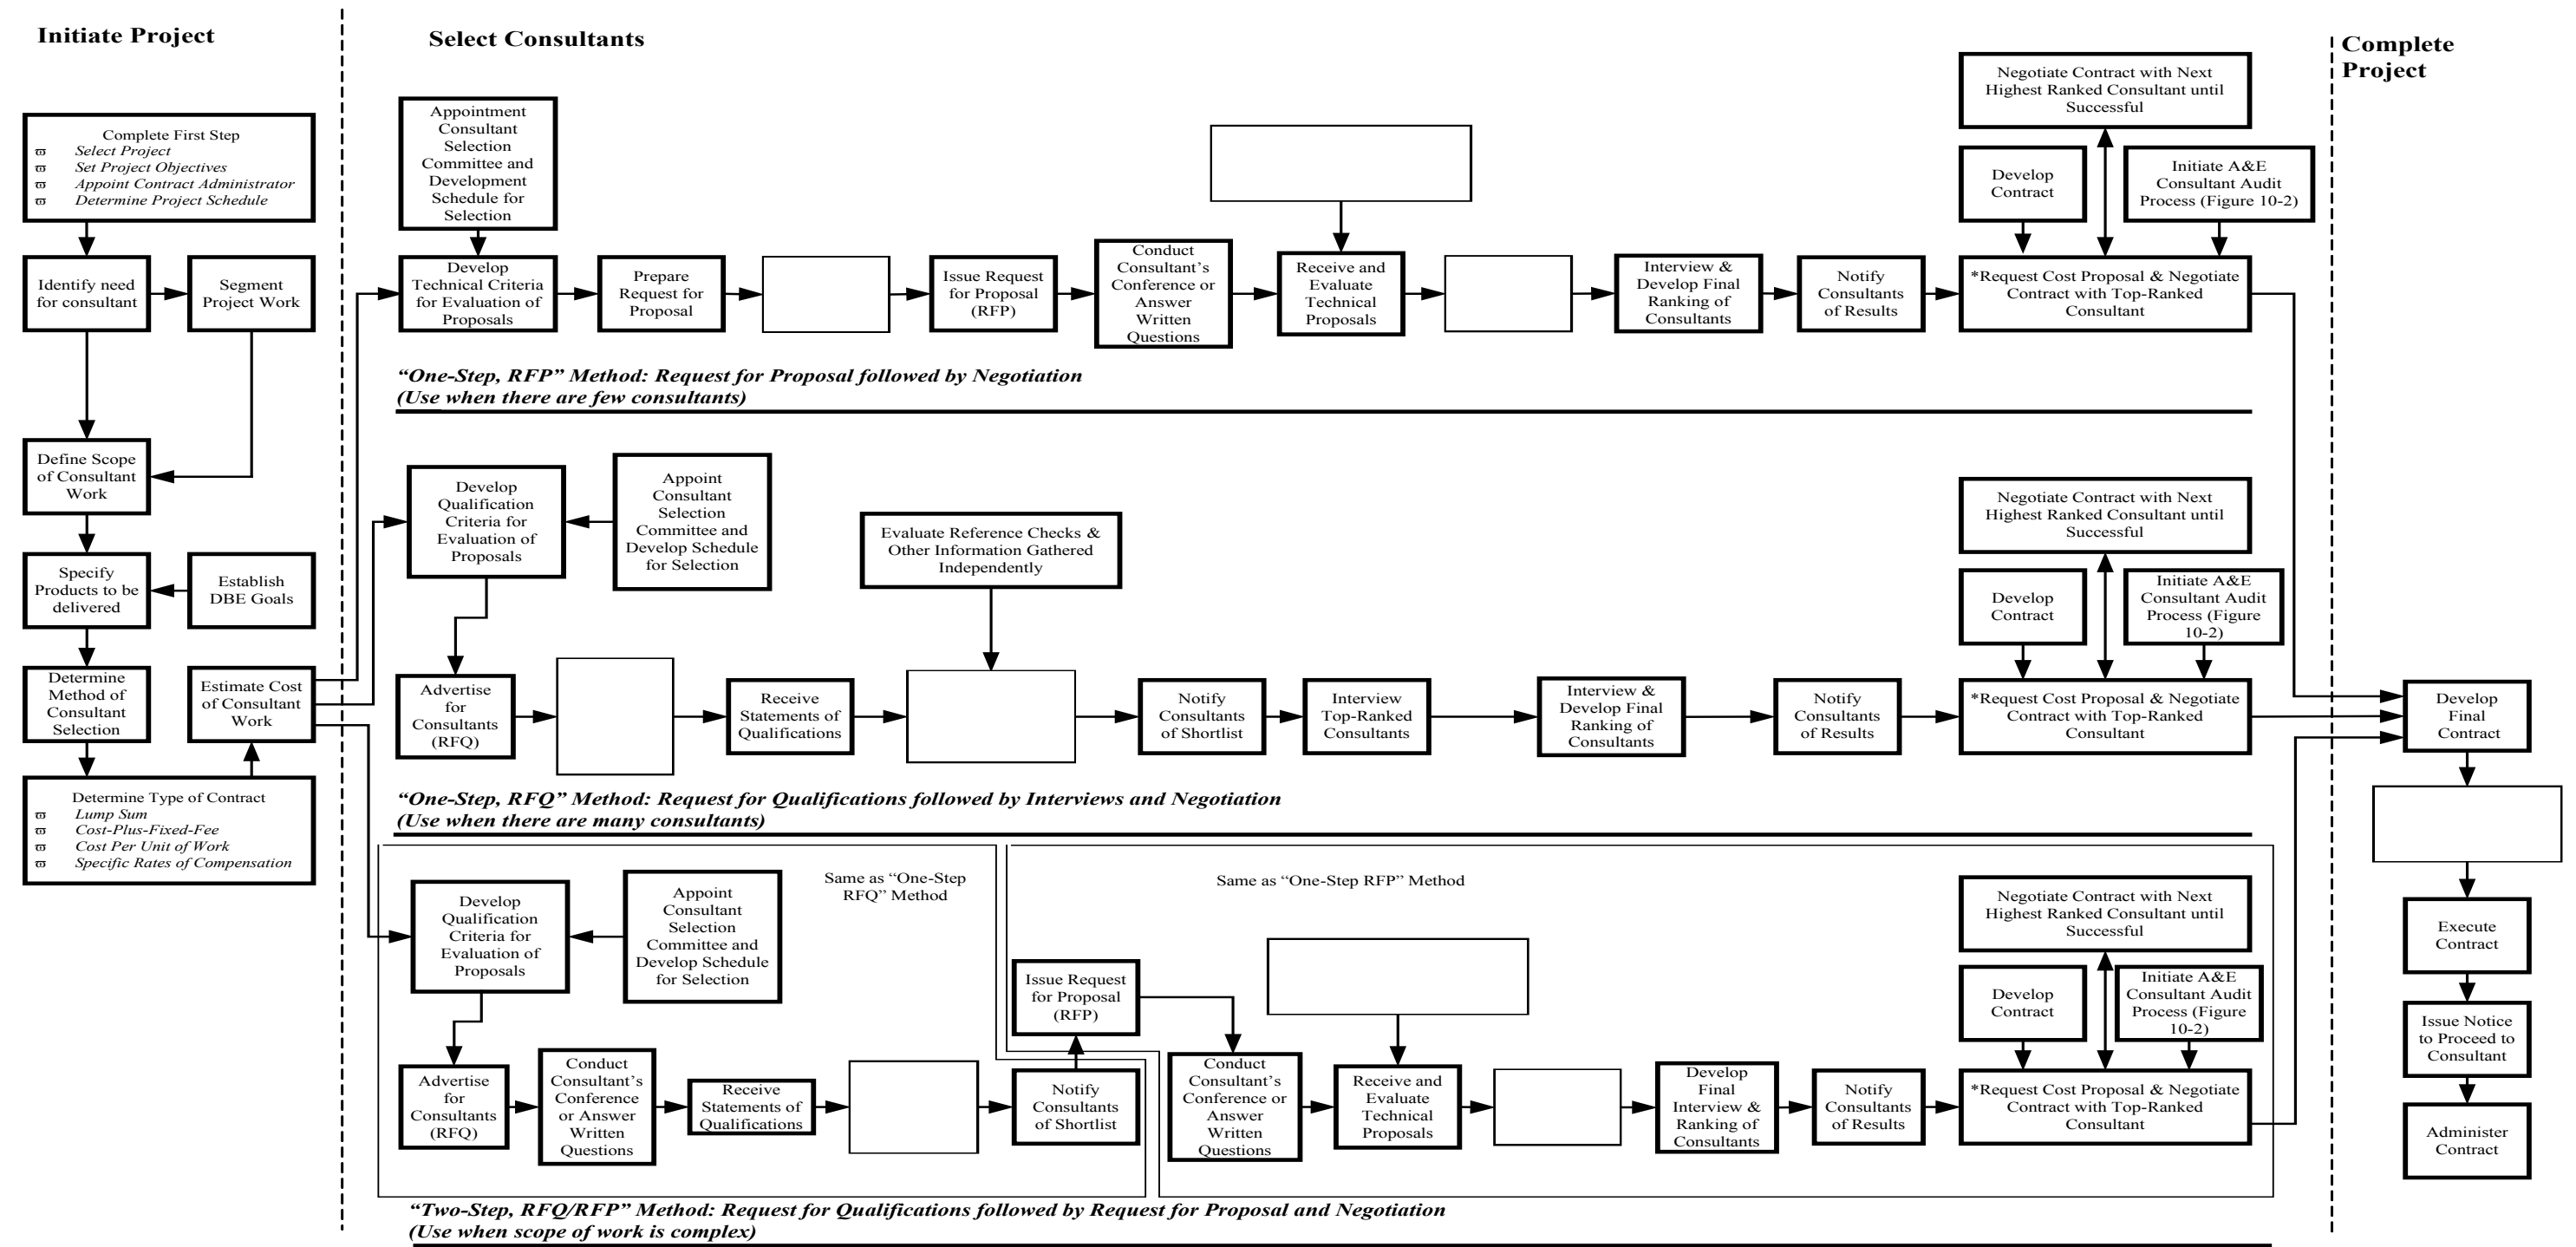 Initiate Project
Complete First Step
ϖ Select Project
ϖ Set Project Objectives
ϖ Appoint Contract Administrator
ϖ Determine Project Schedule
Identify need
for consultant
Segment
Project Work
Define Scope
of Consultant
Work
Specify
Products to be
delivered
Establish
DBE Goals
Determine
Method of
Consultant
Selection
Estimate Cost
of Consultant
Work
Determine Type of Contract
ϖ Lump Sum
ϖ Cost-Plus-Fixed-Fee
ϖ Cost Per Unit of Work
ϖ Specific Rates of Compensation
Select Consultants
Appointment
Consultant
Selection
Committee and
Development
Schedule for
Selection
Develop
Technical Criteria
for Evaluation of
Proposals
Prepare
Request for
Proposal
Issue Request
for Proposal
(RFP)
Conduct
Consultant’s
Conference or
Answer
Written
Questions
Receive and
Evaluate
Technical
Proposals
Interview &
Develop Final
Ranking of
Consultants
Notify
Consultants
of Results
Negotiate Contract with Next
Highest Ranked Consultant until
Successful
Develop
Contract
Initiate A&E
Consultant Audit
Process (Figure 10-2)
*Request Cost Proposal & Negotiate
Contract with Top-Ranked
Consultant
“One-Step, RFP” Method: Request for Proposal followed by Negotiation
(Use when there are few consultants)
Develop
Qualification
Criteria for
Evaluation of
Proposals
Appoint
Consultant
Selection
Committee and
Develop Schedule
for Selection
Evaluate Reference Checks &
Other Information Gathered
Independently
Advertise
for
Consultants
(RFQ)
Receive
Statements of
Qualifications
Notify
Consultants
of Shortlist
Interview
Top-Ranked
Consultants
Interview &
Develop Final
Ranking of
Consultants
Notify
Consultants
of Results
Negotiate Contract with Next
Highest Ranked Consultant until
Successful
Develop
Contract
Initiate A&E
Consultant Audit
Process (Figure
10-2)
*Request Cost Proposal & Negotiate
Contract with Top-Ranked
Consultant
“One-Step, RFQ” Method: Request for Qualifications followed by Interviews and Negotiation
(Use when there are many consultants)
Develop
Qualification
Criteria for
Evaluation of
Proposals
Appoint
Consultant
Selection
Committee and
Develop Schedule
for Selection
Same as “One-Step
RFQ” Method
Same as “One-Step RFP” Method
Advertise
for
Consultants
(RFQ)
Conduct
Consultant’s
Conference
or Answer
Written
Questions
Receive
Statements of
Qualifications
Notify
Consultants
of Shortlist
Issue Request
for Proposal
(RFP)
Conduct
Consultant’s
Conference or
Answer
Written
Questions
Receive and
Evaluate
Technical
Proposals
Develop
Final
Interview &
Ranking of
Consultants
Notify
Consultants
of Results
Negotiate Contract with Next
Highest Ranked Consultant until
Successful
Develop
Contract
Initiate A&E
Consultant Audit
Process (Figure
10-2)
*Request Cost Proposal & Negotiate
Contract with Top-Ranked
Consultant
“Two-Step, RFQ/RFP” Method: Request for Qualifications followed by Request for Proposal and Negotiation
(Use when scope of work is complex)
Complete
Project
Develop
Final
Contract
Execute
Contract
Issue Notice
to Proceed to
Consultant
Administer
Contract